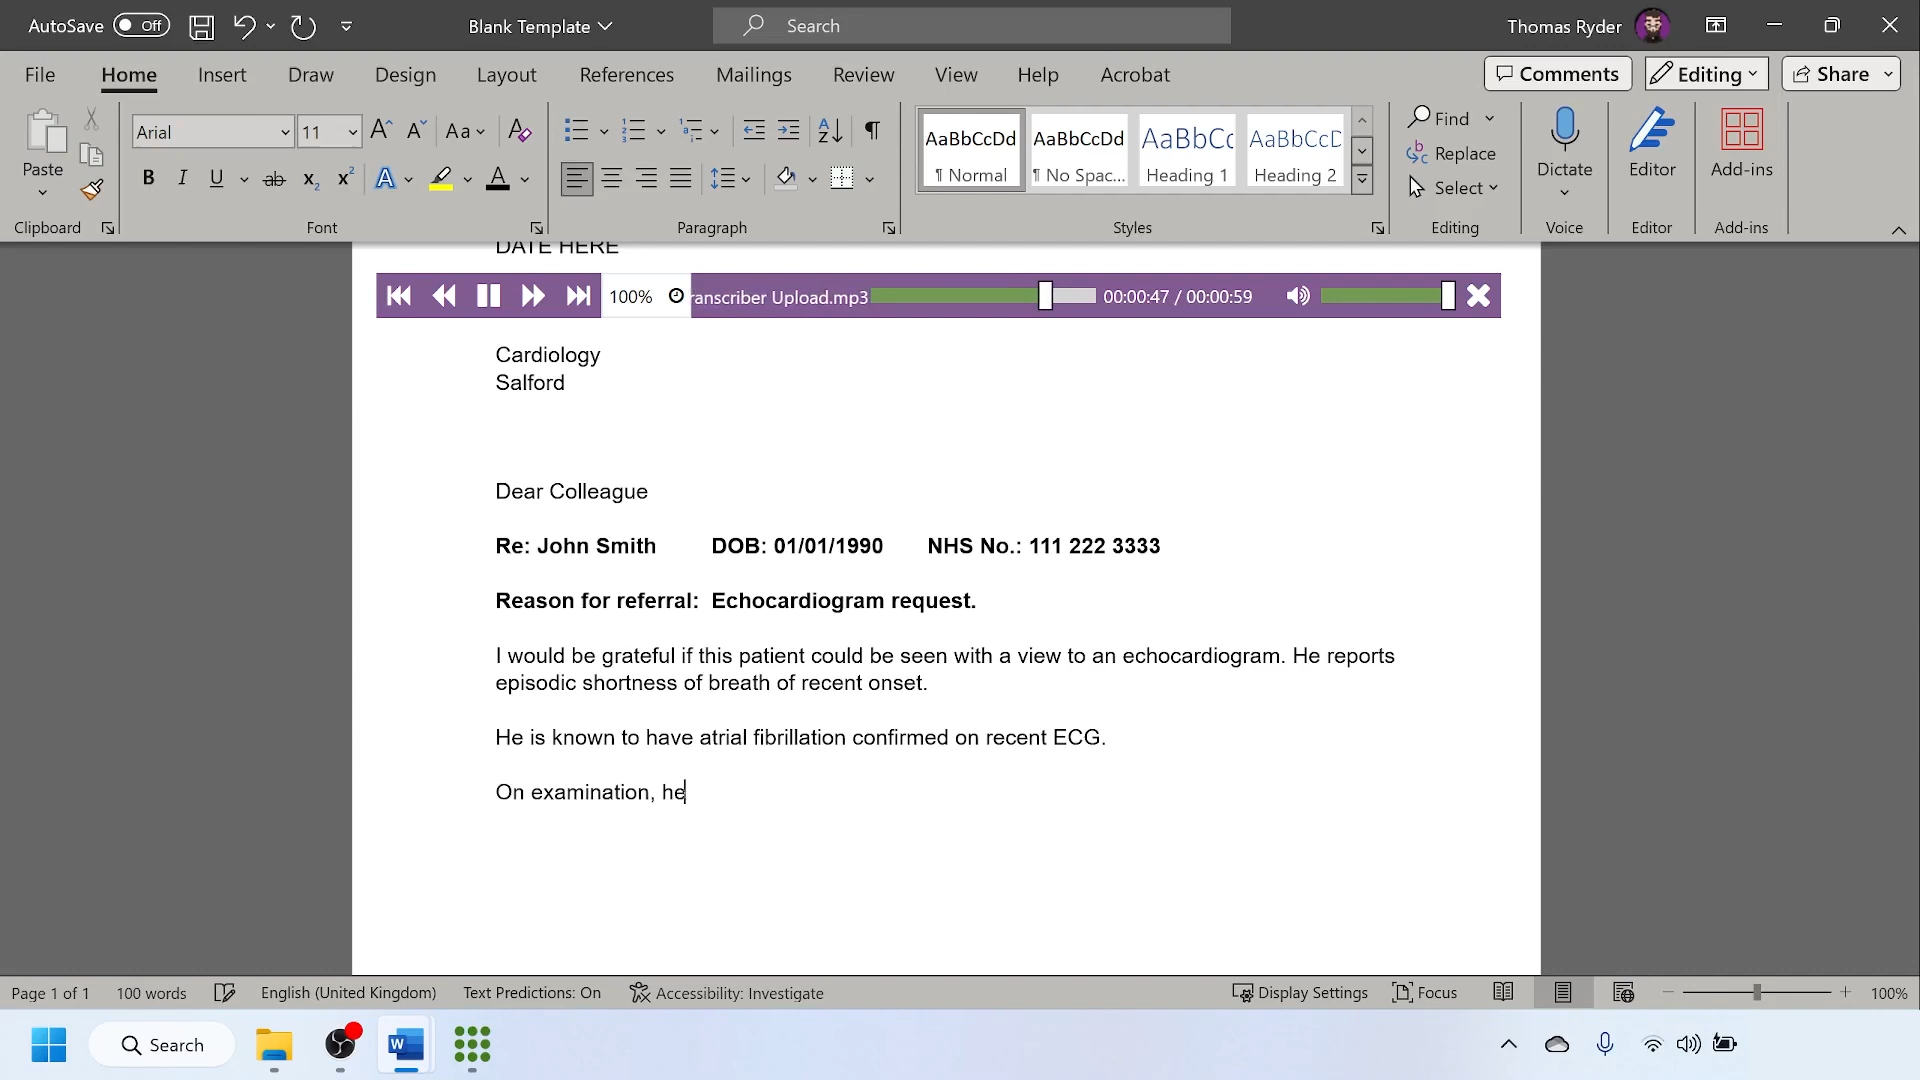 AutoSave Off
Blank Template
Search
Thomas Ryder
File Home Insert Draw Design Layout References Mailings Review View Help Acrobat
Comments Editing Share
Paste
Clipboard
Arial 11 Aa
B I U ab x2 x2 A A
Font
Paragraph
AaBbCcDd AaBbCcDd AaBbCc AaBbCcD
¶ Normal ¶ No Spac... Heading 1 Heading 2
Styles
Find
Replace
Select
Editing
Dictate
Voice
Editor
Editor
Add-ins
Add-ins
DATE HERE
100% ranscriber Upload.mp3 00:00:47 / 00:00:59
Cardiology
Salford
Dear Colleague
Re: John Smith DOB: 01/01/1990 NHS No.: 111 222 3333
Reason for referral: Echocardiogram request.
I would be grateful if this patient could be seen with a view to an echocardiogram. He reports
episodic shortness of breath of recent onset.
He is known to have atrial fibrillation confirmed on recent ECG.
On examination, he
Page 1 of 1 100 words English (United Kingdom) Text Predictions: On Accessibility: Investigate Display Settings Focus 100%
Search